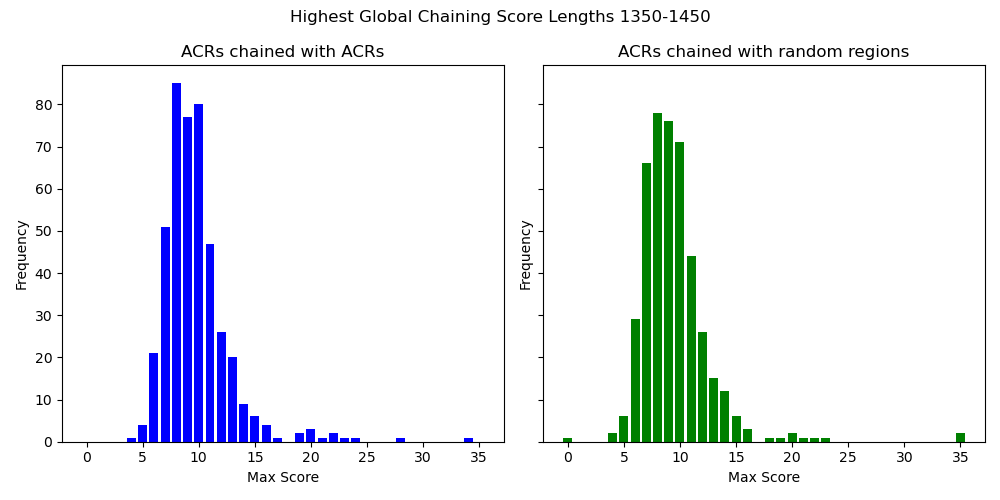 Highest Global Chaining Score Lengths 1350-1450
ACRs chained with ACRs
ACRs chained with random regions
Frequency
80
70
60
50
40
30
20
10
0
0 5 10 15 20 25 30 35
Max Score
Frequency
0 5 10 15 20 25 30 35
Max Score